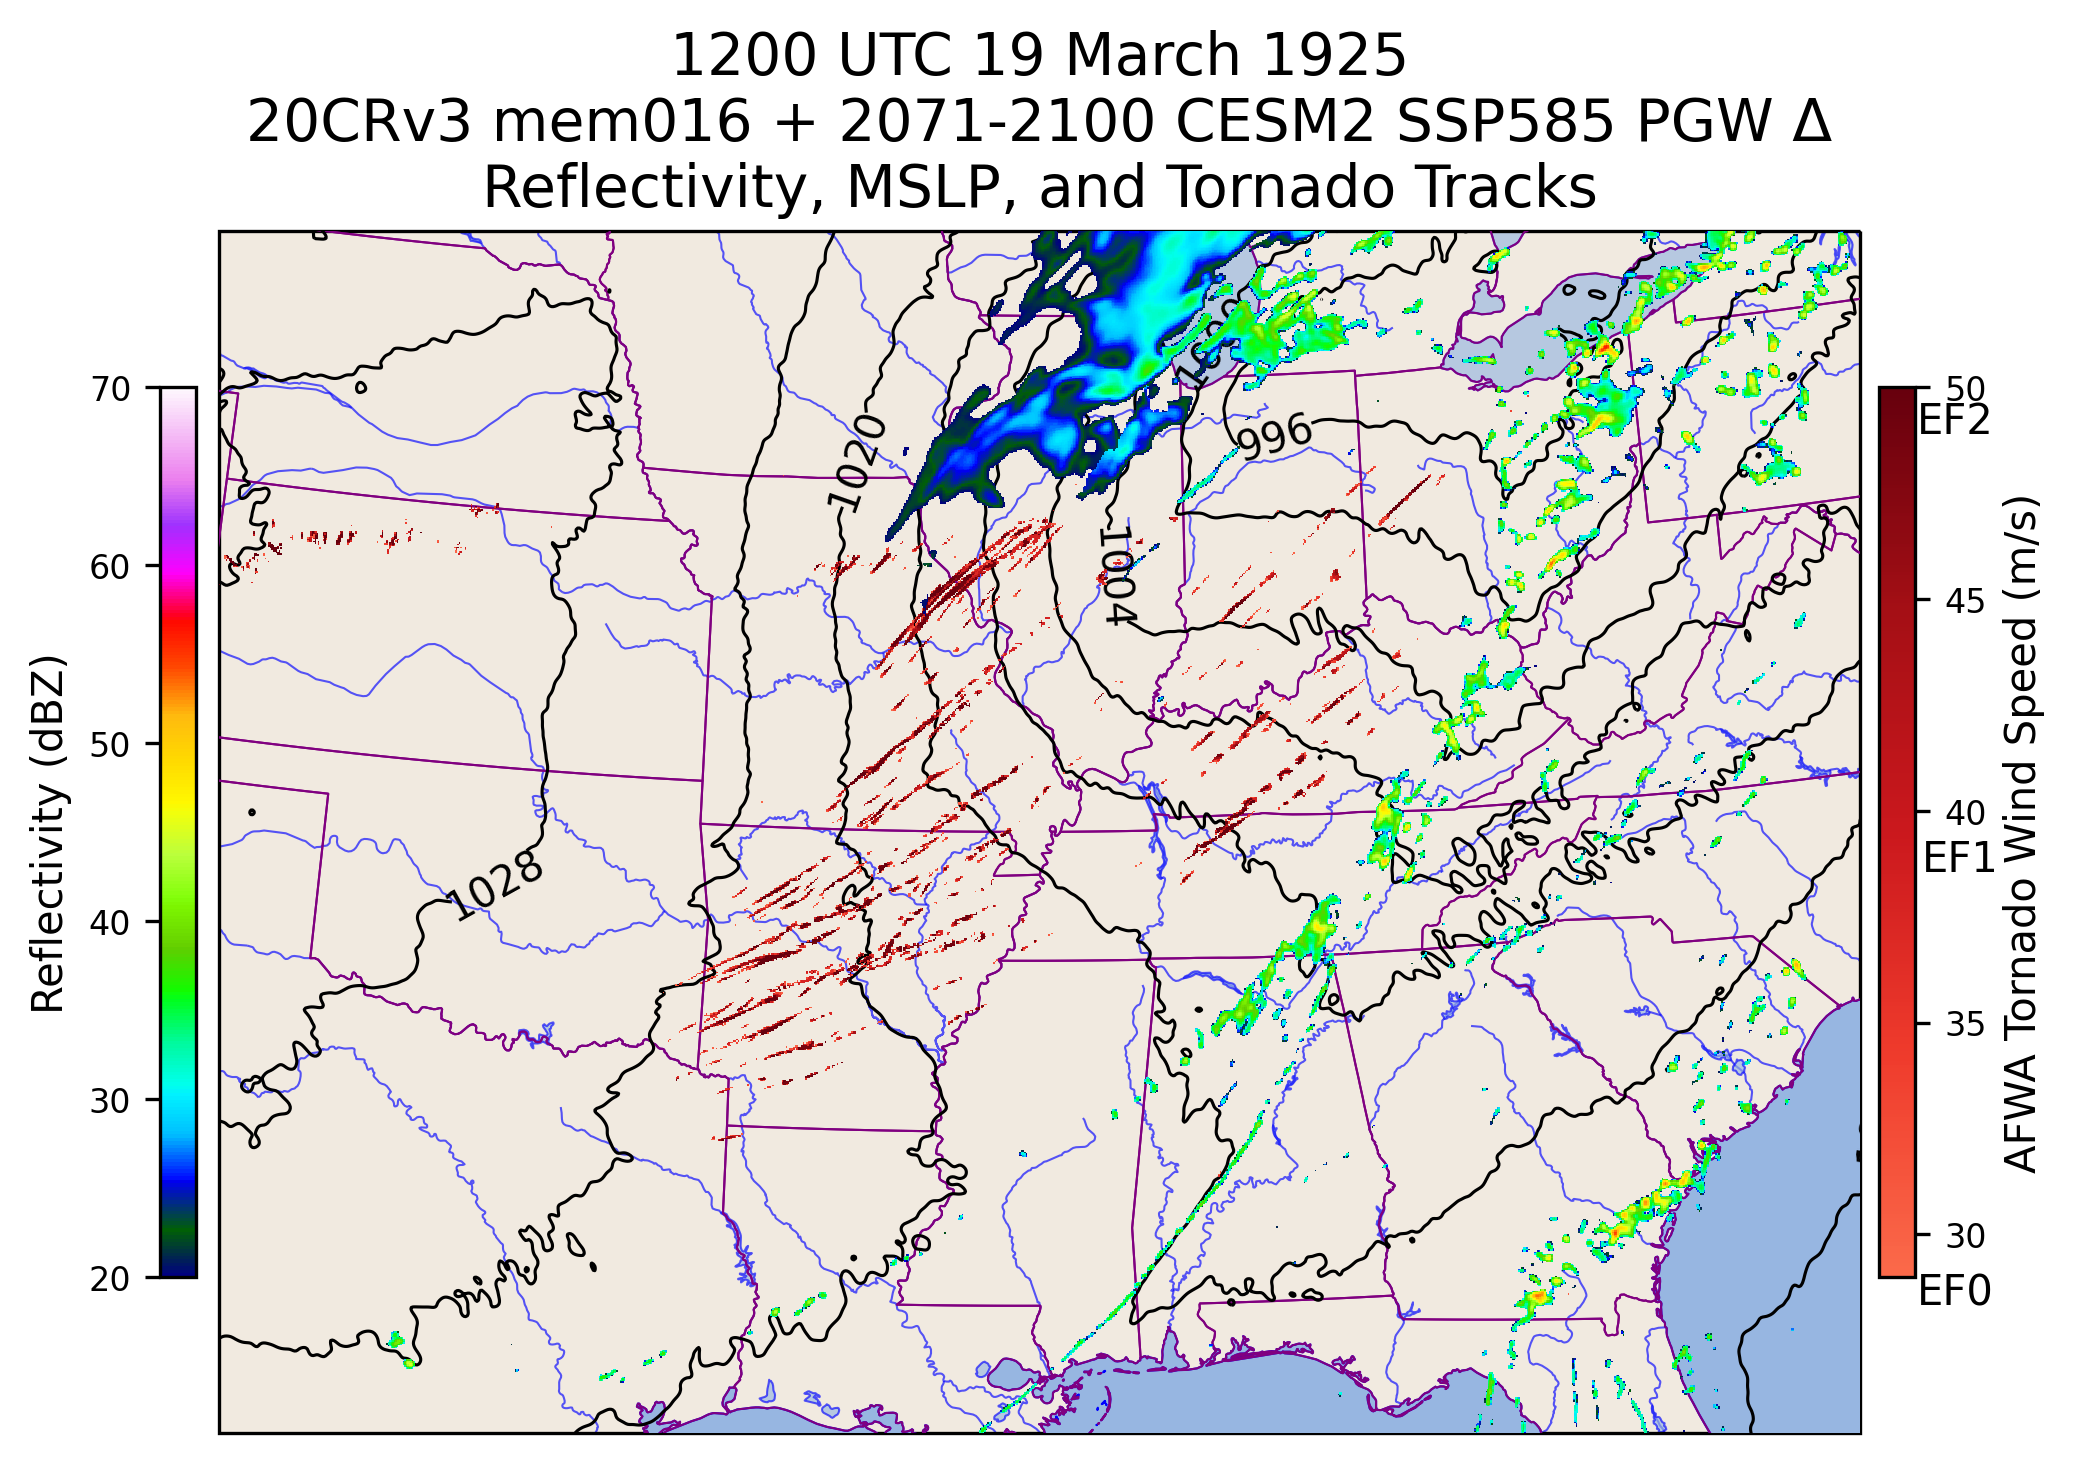 1200 UTC 19 March 1925
20CRv3 mem016 + 2071-2100 CESM2 SSP585 PGW Δ
Reflectivity, MSLP, and Tornado Tracks
70
60
50
40
30
20
Reflectivity (dBZ)
1020
996
1004
1028
50
EF2
45
40
EF1
35
30
EF0
AFWA Tornado Wind Speed (m/s)